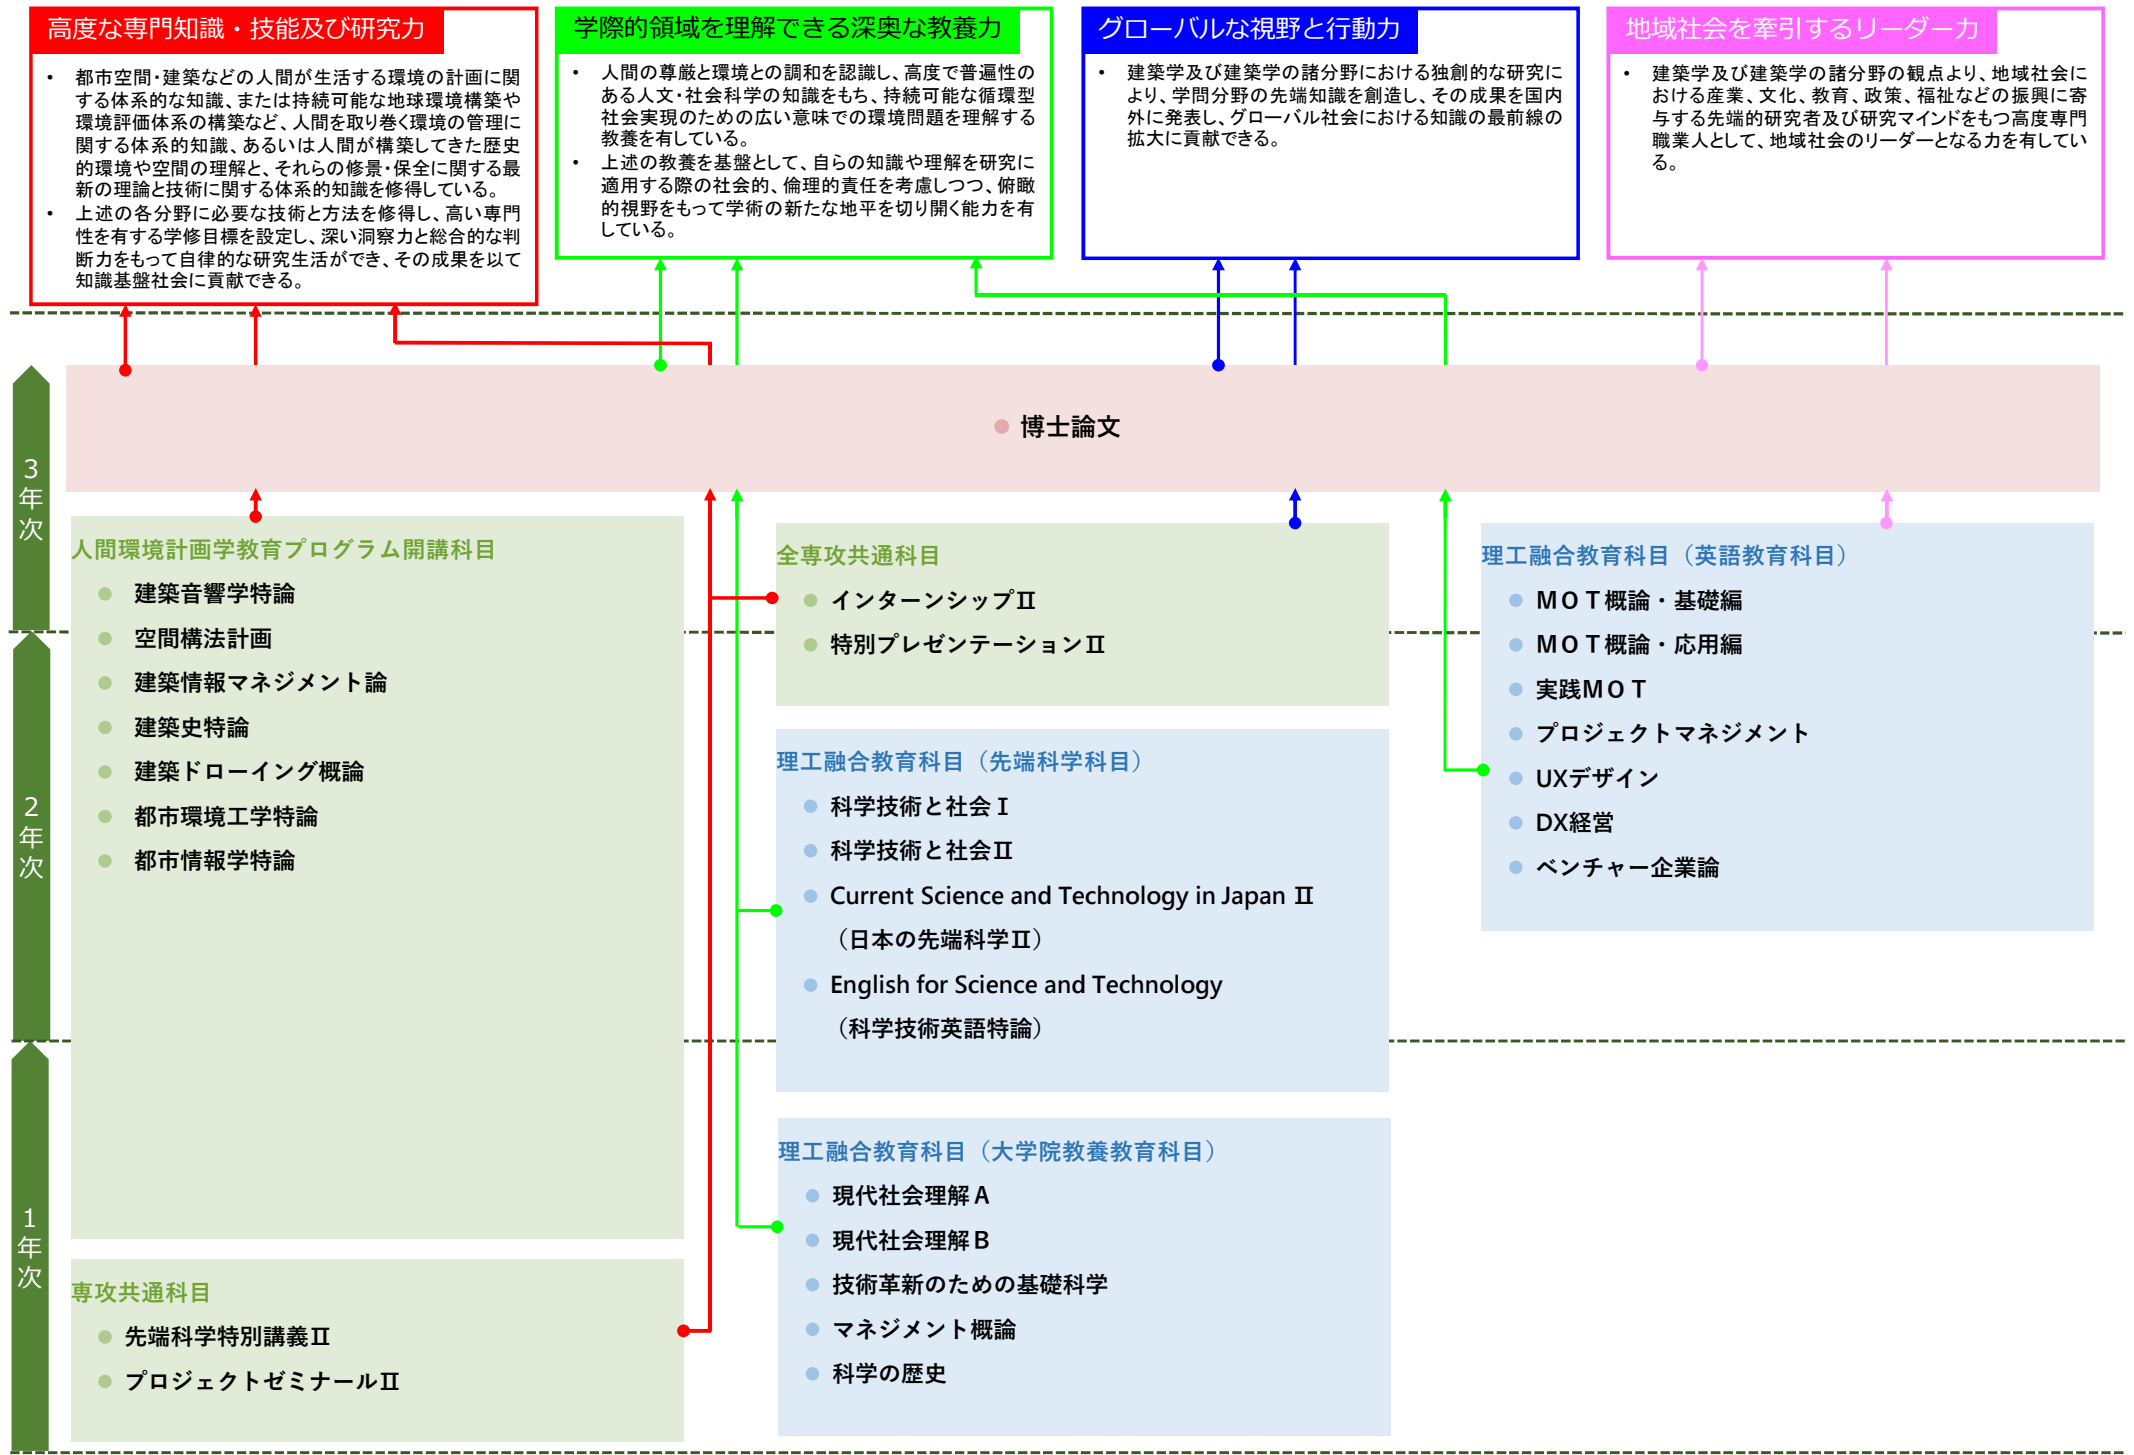 高度な専門知識・技能及び研究力
• 都市空間・建築などの人間が生活する環境の計画に関
する体系的な知識、または持続可能な地球環境構築や
環境評価体系の構築など、人間を取り巻く環境の管理に
関する体系的知識、あるいは人間が構築してきた歴史
的環境や空間の理解と、それらの修景・保全に関する最
新の理論と技術に関する体系的知識を修得している。
• 上述の各分野に必要な技術と方法を修得し、高い専門
性を有する学修目標を設定し、深い洞察力と総合的な判
断力をもって自律的な研究生活ができ、その成果を以て
知識基盤社会に貢献できる。
学際的領域を理解できる深奥な教養力
• 人間の尊厳と環境との調和を認識し、高度で普遍性の
ある人文・社会科学の知識をもち、持続可能な循環型
社会実現のための広い意味での環境問題を理解する
教養を有している。
• 上述の教養を基盤として、自らの知識や理解を研究に
適用する際の社会的、倫理的責任を考慮しつつ、俯瞰
的視野をもって学術の新たな地平を切り開く能力を有
している。
グローバルな視野と行動力
• 建築学及び建築学の諸分野における独創的な研究に
より、学問分野の先端知識を創造し、その成果を国内
外に発表し、グローバル社会における知識の最前線の
拡大に貢献できる。
地域社会を牽引するリーダー力
• 建築学及び建築学の諸分野の観点より、地域社会に
おける産業、文化、教育、政策、福祉などの振興に寄
与する先端的研究者及び研究マインドをもつ高度専門
職業人として、地域社会のリーダーとなる力を有してい
る。
3年次
博士論文
人間環境計画学教育プログラム開講科目
建築音響学特論
空間構法計画
建築情報マネジメント論
建築史特論
建築ドローイング概論
都市環境工学特論
都市情報学特論
全専攻共通科目
インターンシップⅡ
特別プレゼンテーションⅡ
理工融合教育科目（英語教育科目）
ＭＯＴ概論・基礎編
ＭＯＴ概論・応用編
実践ＭＯＴ
プロジェクトマネジメント
UXデザイン
DX経営
ベンチャー企業論
2年次
理工融合教育科目（先端科学科目）
科学技術と社会Ⅰ
科学技術と社会Ⅱ
Current Science and Technology in Japan Ⅱ
（日本の先端科学Ⅱ）
English for Science and Technology
（科学技術英語特論）
1年次
理工融合教育科目（大学院教養教育科目）
現代社会理解Ａ
現代社会理解Ｂ
技術革新のための基礎科学
マネジメント概論
科学の歴史
専攻共通科目
先端科学特別講義Ⅱ
プロジェクトゼミナールⅡ